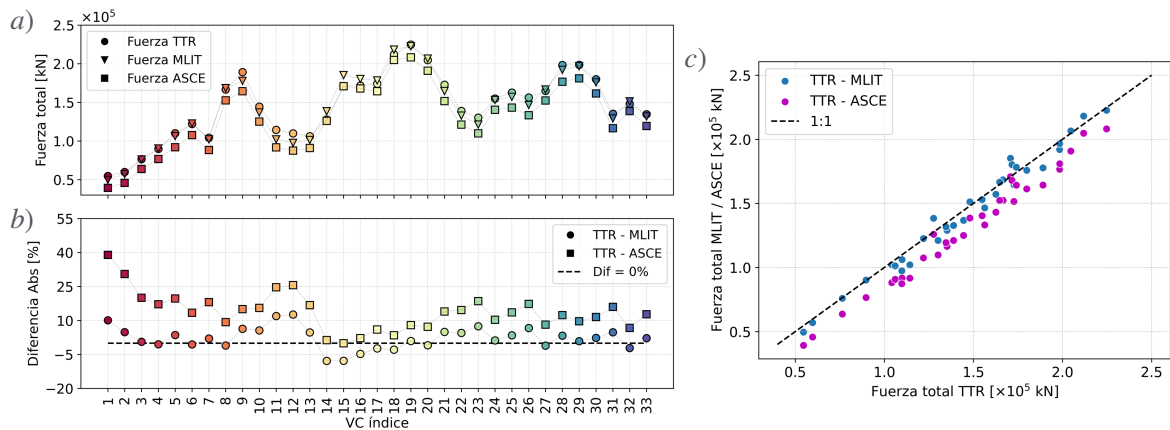 a)
×10⁵
2.5
2.0
1.5
1.0
0.5
Fuerza total [kN]
Fuerza TTR
Fuerza MLIT
Fuerza ASCE
b)
55
40
25
10
−5
−20
Diferencia Abs [%]
TTR - MLIT
TTR - ASCE
Dif = 0%
1 2 3 4 5 6 7 8 9 10 11 12 13 14 15 16 17 18 19 20 21 22 23 24 25 26 27 28 29 30 31 32 33
VC índice
c)
2.5
2.0
1.5
1.0
0.5
Fuerza total MLIT / ASCE [×10⁵ kN]
TTR - MLIT
TTR - ASCE
1:1
0.5 1.0 1.5 2.0 2.5
Fuerza total TTR [×10⁵ kN]